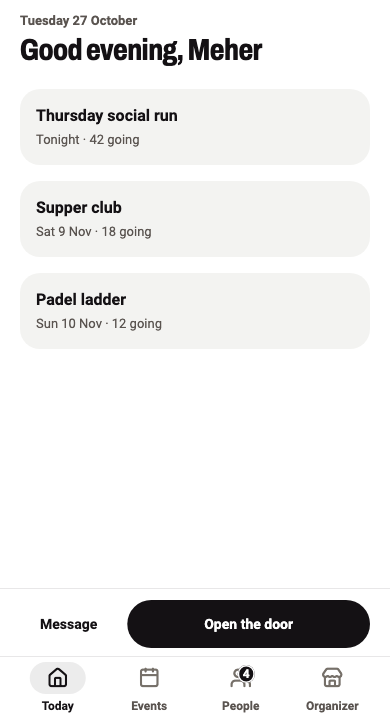 Tuesday 27 October
Good evening, Meher
Thursday social run
Tonight · 42 going
Supper club
Sat 9 Nov · 18 going
Padel ladder
Sun 10 Nov · 12 going
Message
Open the door
4
Today
Events
People
Organizer